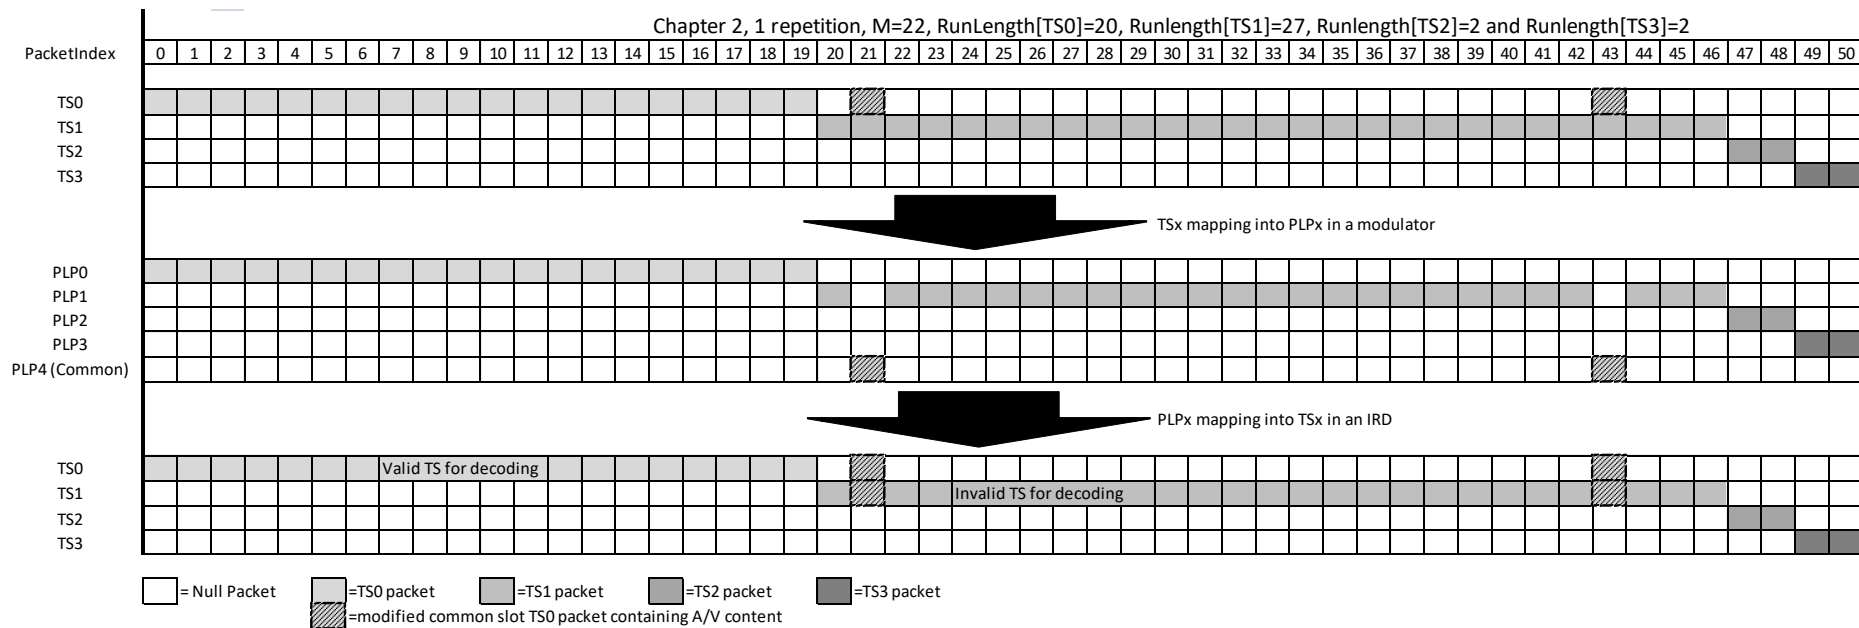 Chapter 2, 1 repetition, M=22, RunLength[TS0]=20, Runlength[TS1]=27, Runlength[TS2]=2 and Runlength[TS3]=2
PacketIndex 0 1 2 3 4 5 6 7 8 9 10 11 12 13 14 15 16 17 18 19 20 21 22 23 24 25 26 27 28 29 30 31 32 33 34 35 36 37 38 39 40 41 42 43 44 45 46 47 48 49 50
TS0
TS1
TS2
TS3
TSx mapping into PLPx in a modulator
PLP0
PLP1
PLP2
PLP3
PLP4 (Common)
PLPx mapping into TSx in an IRD
TS0 Valid TS for decoding
TS1 Invalid TS for decoding
TS2
TS3
= Null Packet =TS0 packet =TS1 packet =TS2 packet =TS3 packet
=modified common slot TS0 packet containing A/V content